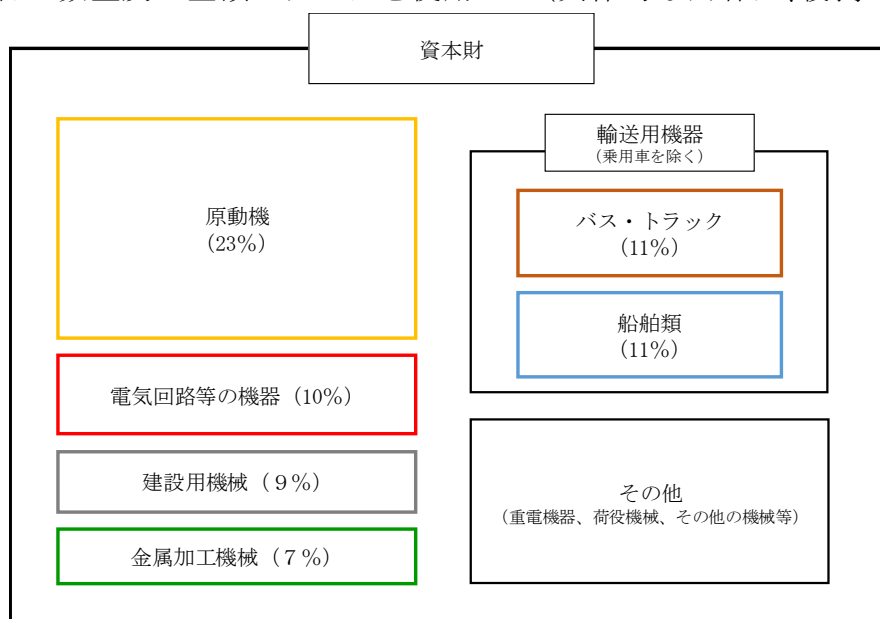 資本財
原動機
(23%)
電気回路等の機器（10%）
建設用機械（９%）
金属加工機械（７%）
輸送用機器
（乗用車を除く）
バス・トラック
（11%）
船舶類
（11%）
その他
（重電機器、荷役機械、その他の機械等）